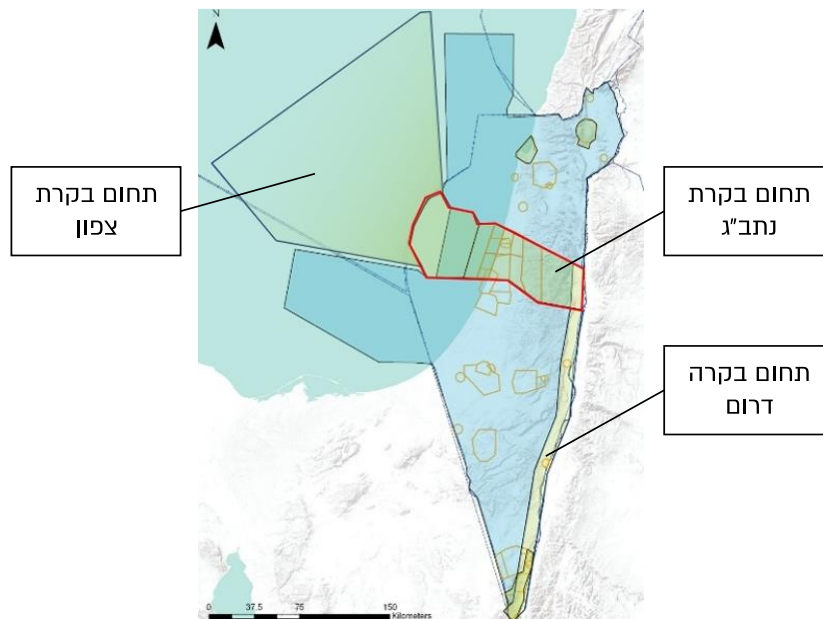 תחום בקרת
צפון
תחום בקרת
נתב"ג
תחום בקרה
דרום
0 37.5 75 150
Kilometers